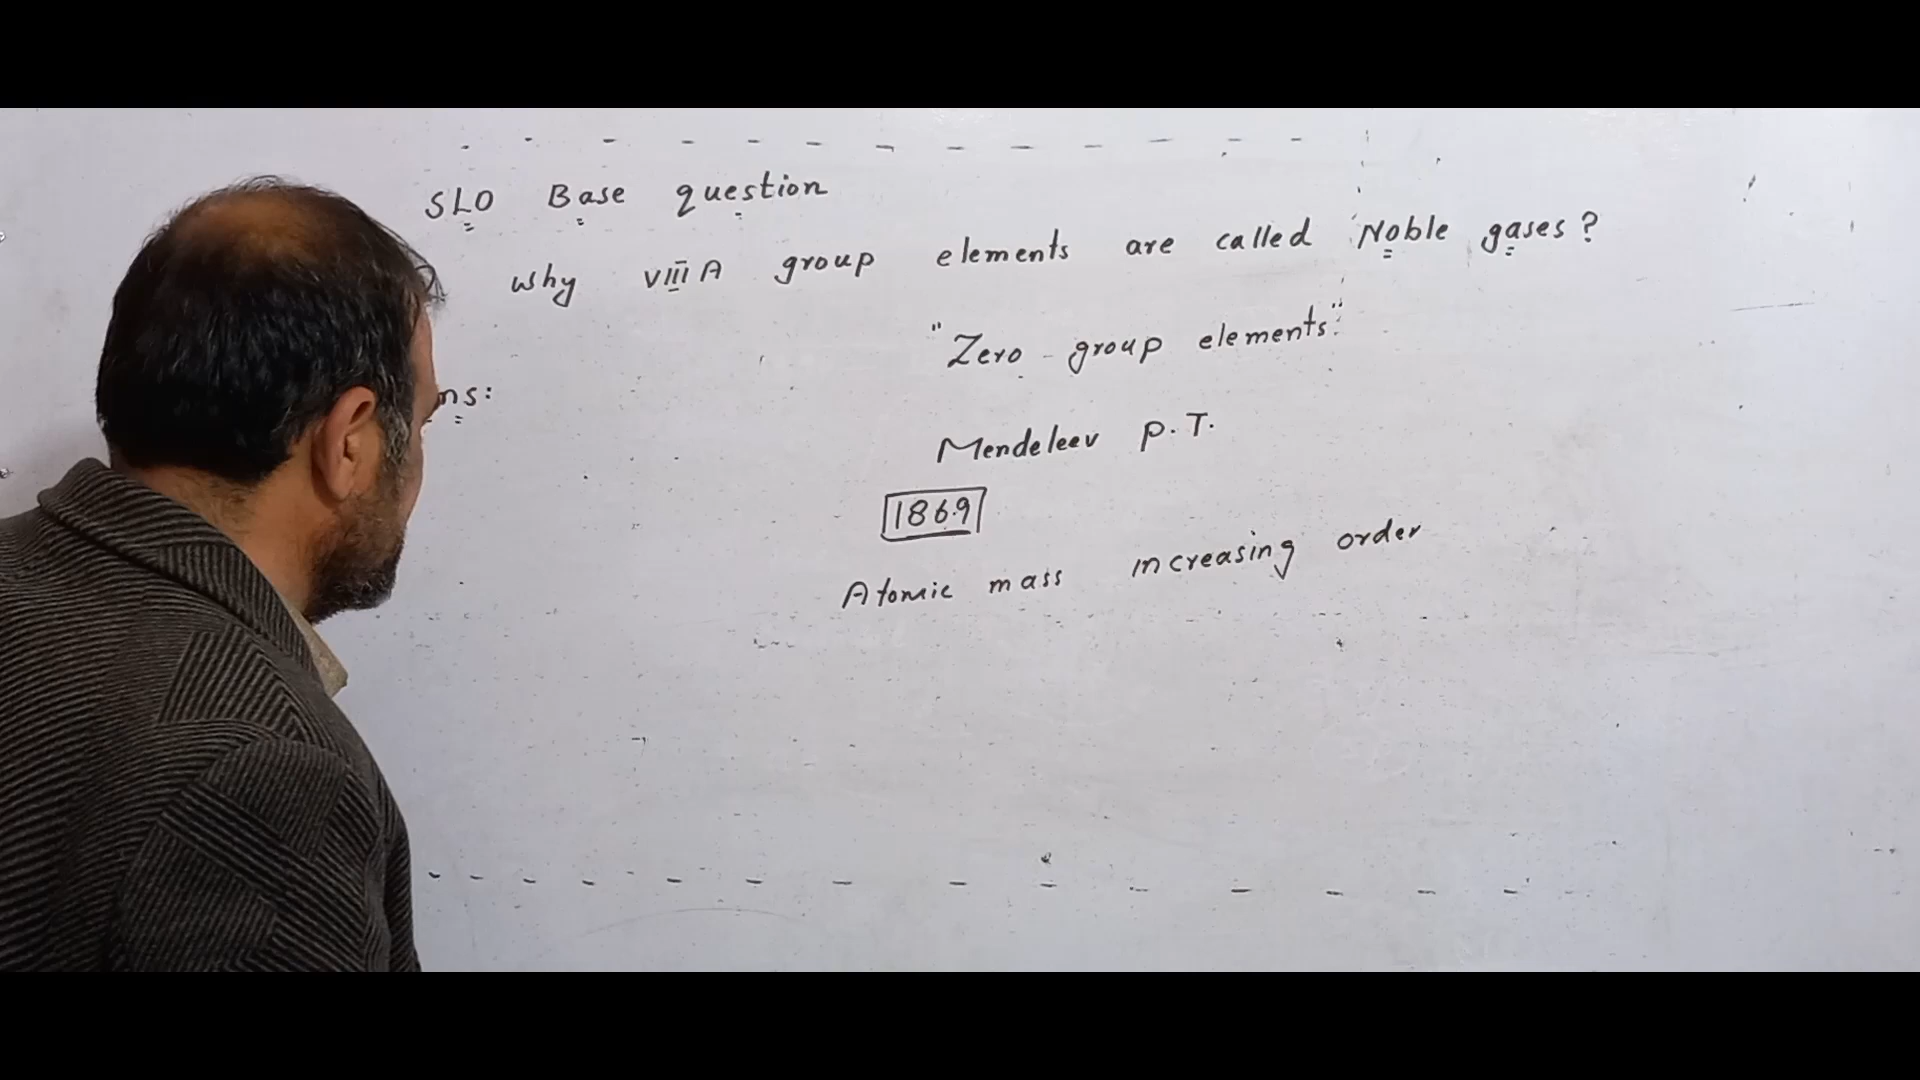 SLO Base question
why VIII A group elements are called Noble gases?
"Zero - group elements."
ns:
Mendeleev P.T.
1869
Atomic mass increasing order